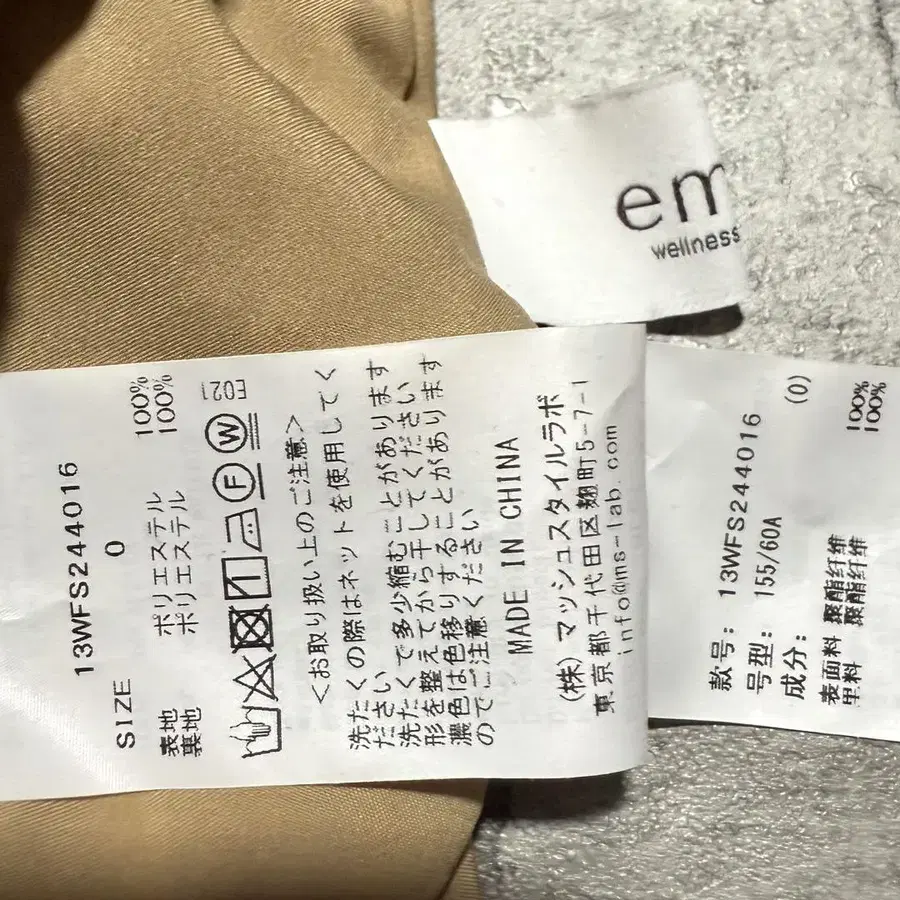 em
wellness
13WFS244016
SIZE 0
表地 ポリエステル 100%
裏地 ポリエステル 100%
F W E021
<お取り扱い上のご注意>
洗たくの際はネットを使用してく
ださい
洗たくで多少縮むことがあります
形を整えてから干してください
濃色は色移りすることがあります
のでご注意ください
MADE IN CHINA
(株)マッシュスタイルラボ
東京都千代田区麹町5-7-1
info@ms-lab.com
款号: 13WFS244016
号型: 155/60A (0)
成分:
表面料 聚酯纤维 100%
里料 聚酯纤维 100%